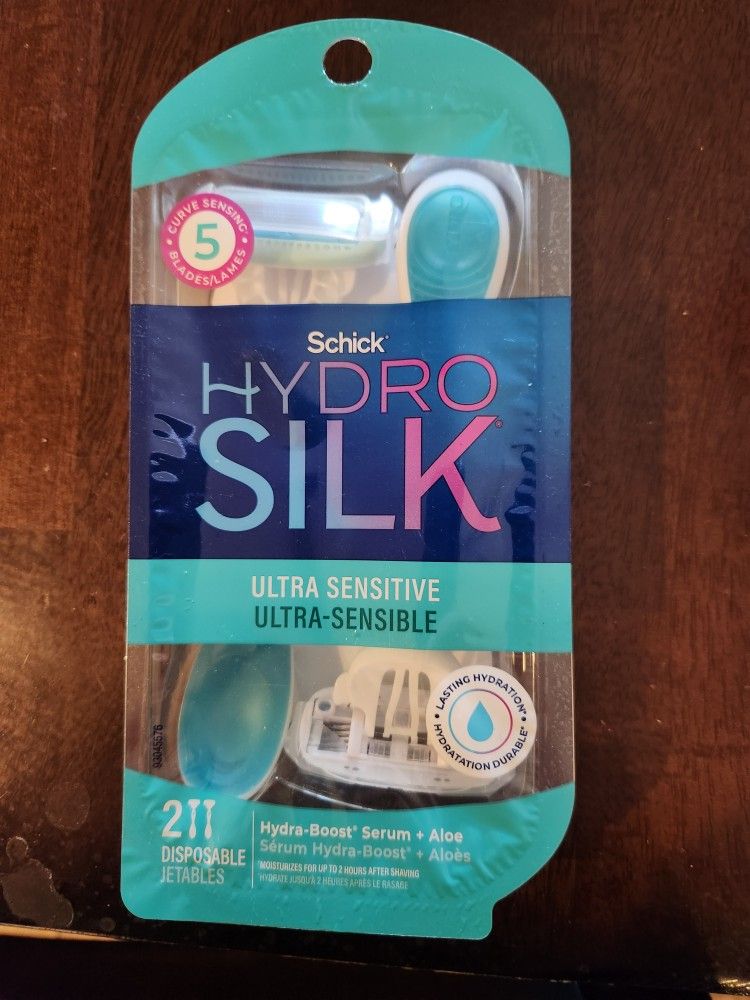 CURVE SENSING*
5
BLADES/LAMES
Schick®
HYDRO
SILK®
ULTRA SENSITIVE
ULTRA-SENSIBLE
LASTING HYDRATION*
HYDRATATION DURABLE*
93045576
2
DISPOSABLE
JETABLES
Hydra-Boost* Serum + Aloe
Sérum Hydra-Boost* + Aloès
*MOISTURIZES FOR UP TO 2 HOURS AFTER SHAVING
*HYDRATE JUSQU'À 2 HEURES APRÈS LE RASAGE